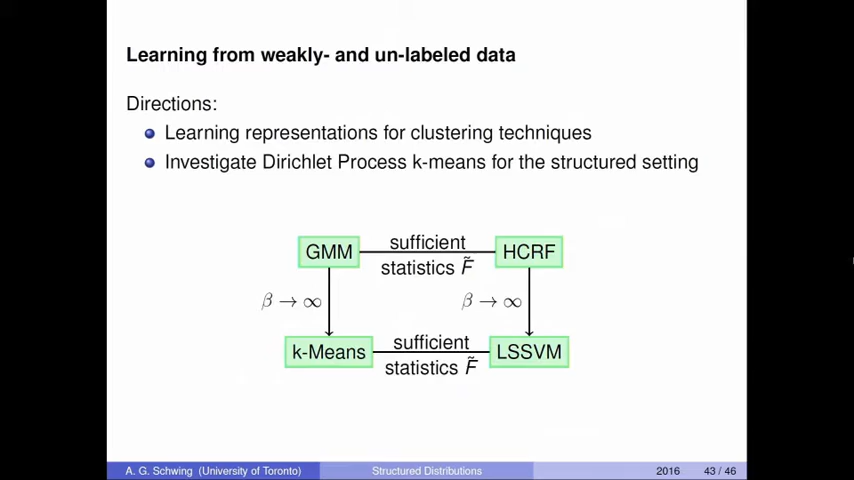 Learning from weakly- and un-labeled data
Directions:
Learning representations for clustering techniques
Investigate Dirichlet Process k-means for the structured setting
GMM
sufficient
statistics F̃
HCRF
β → ∞
β → ∞
k-Means
sufficient
statistics F̃
LSSVM
A. G. Schwing (University of Toronto)
Structured Distributions
2016
43 / 46